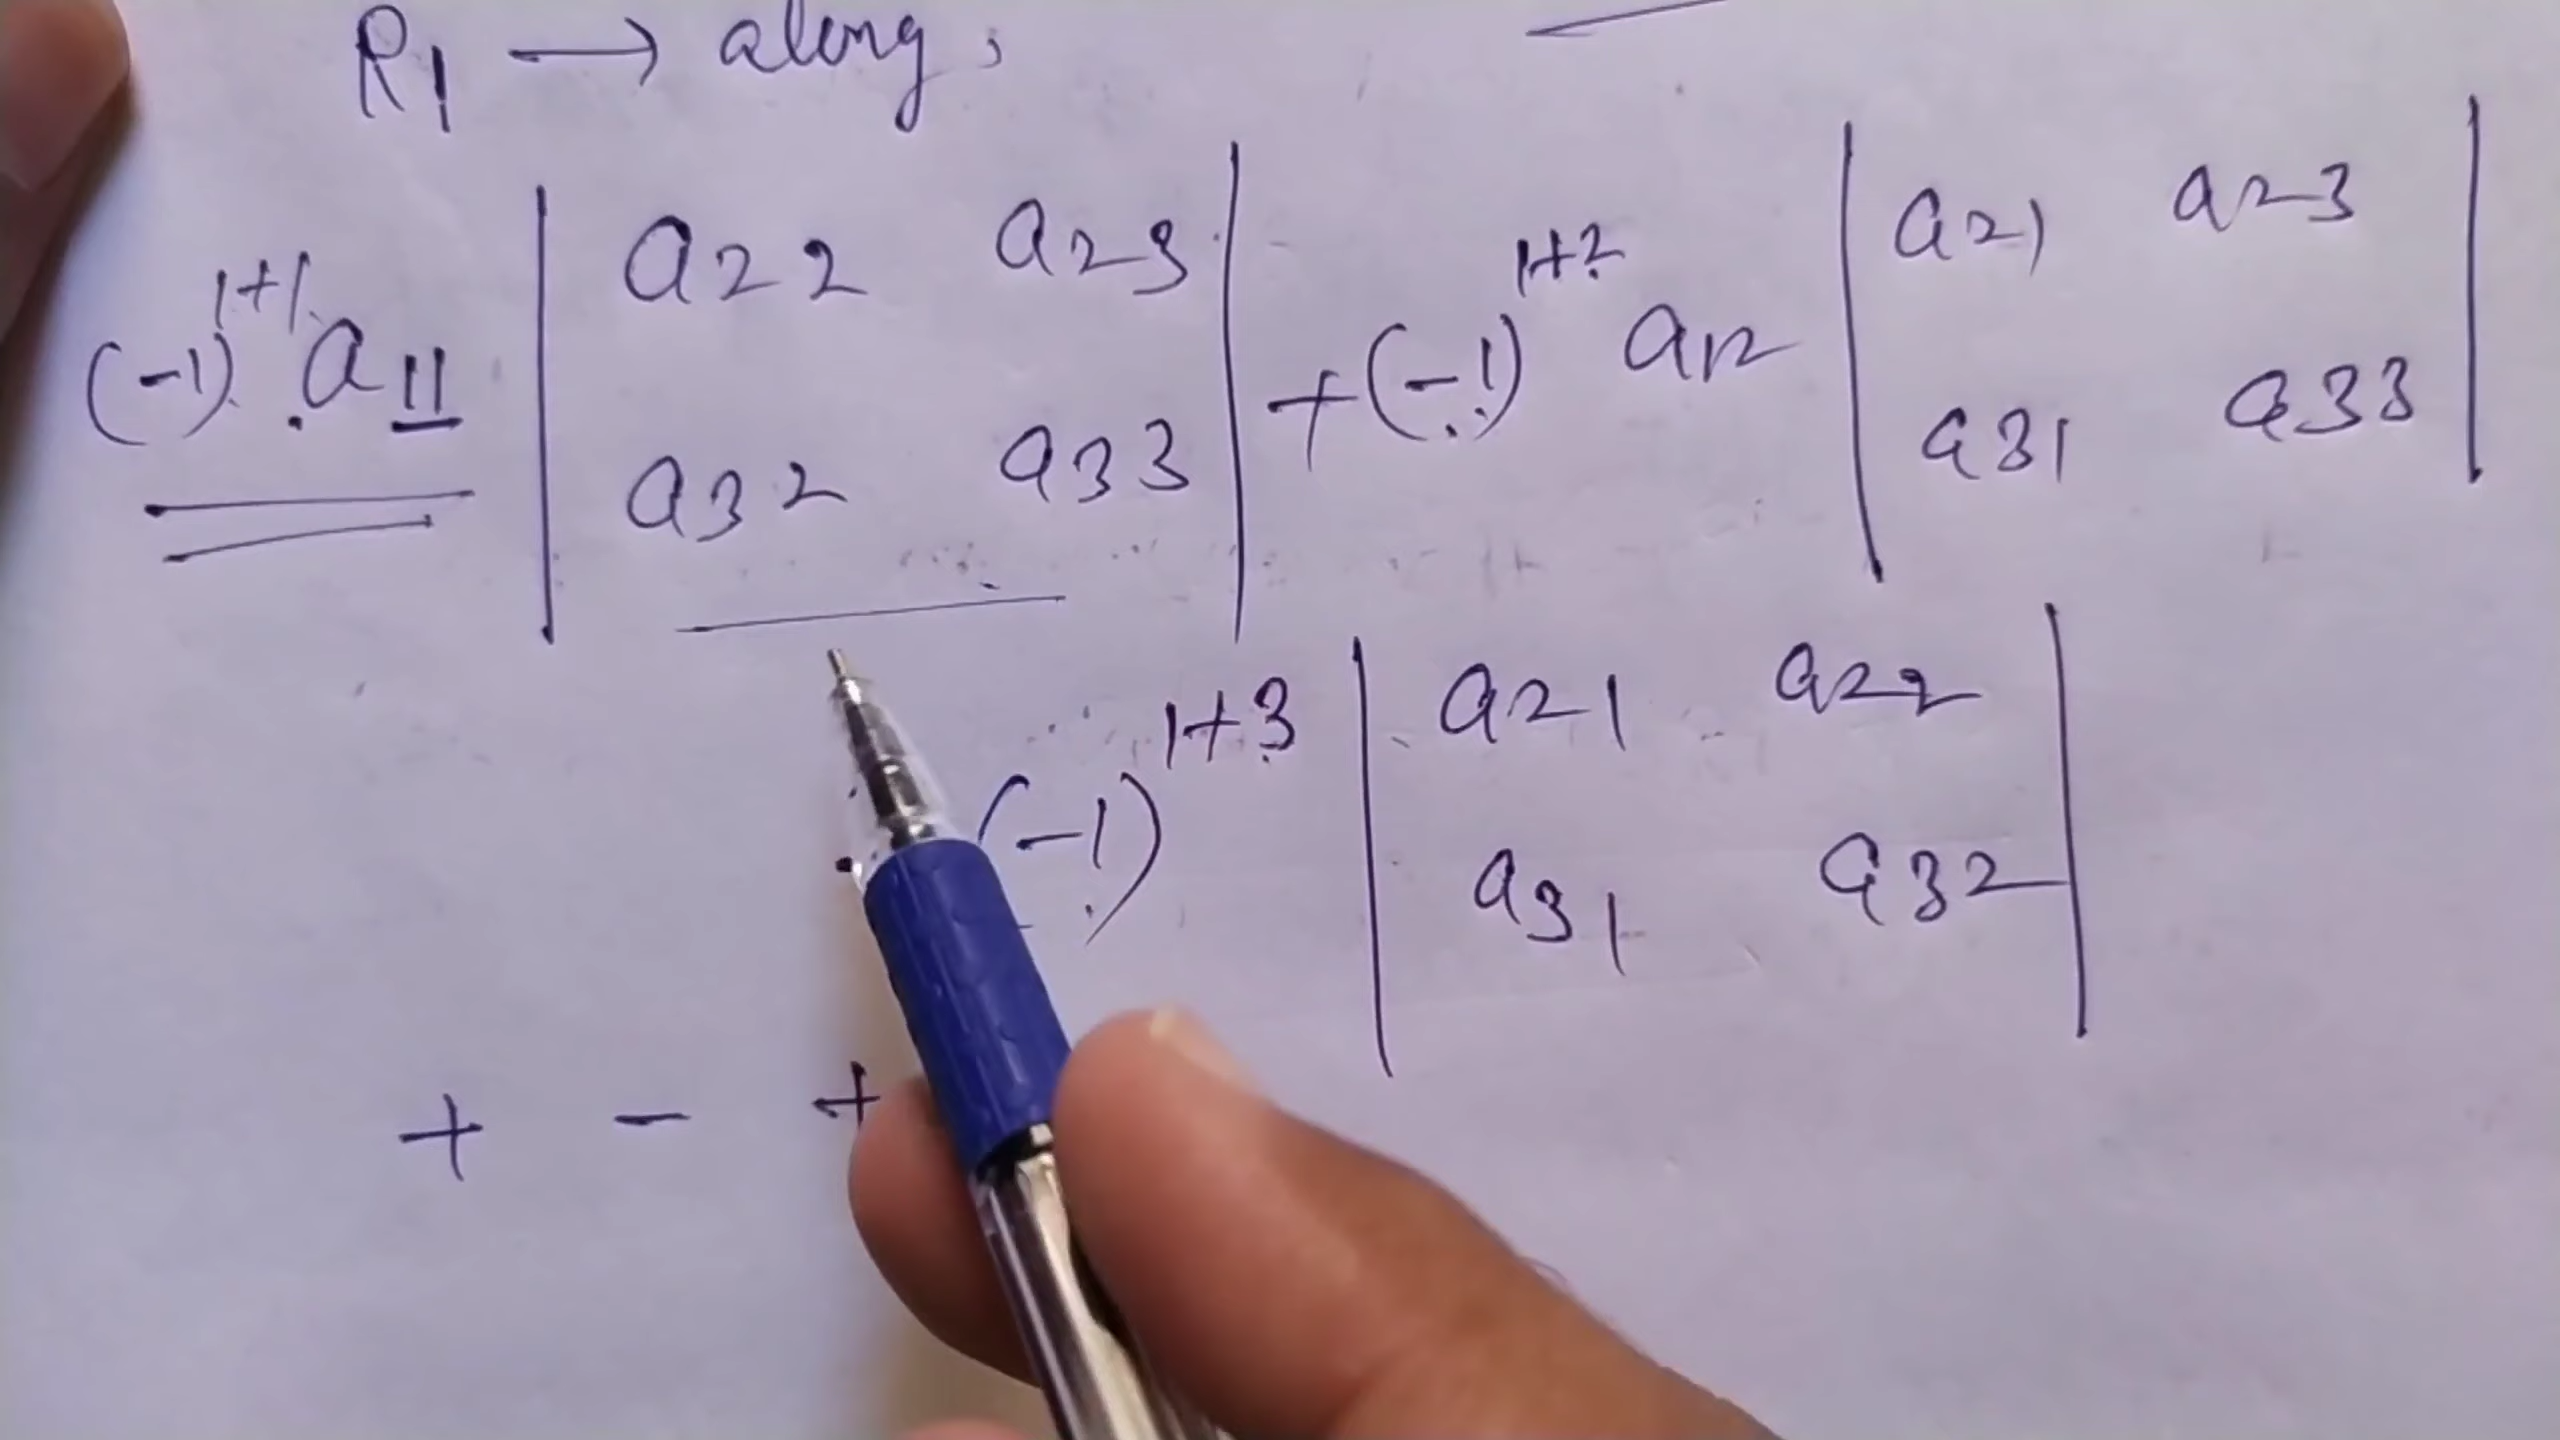 R1 → along,
(-1)^1+1 . a11 | a22 a23 | + (-1)^1+2 a12 | a21 a23 |
| a32 a33 | | a31 a33 |
(-1)^1+3 | a21 a22 |
| a31 a32 |
+ - +